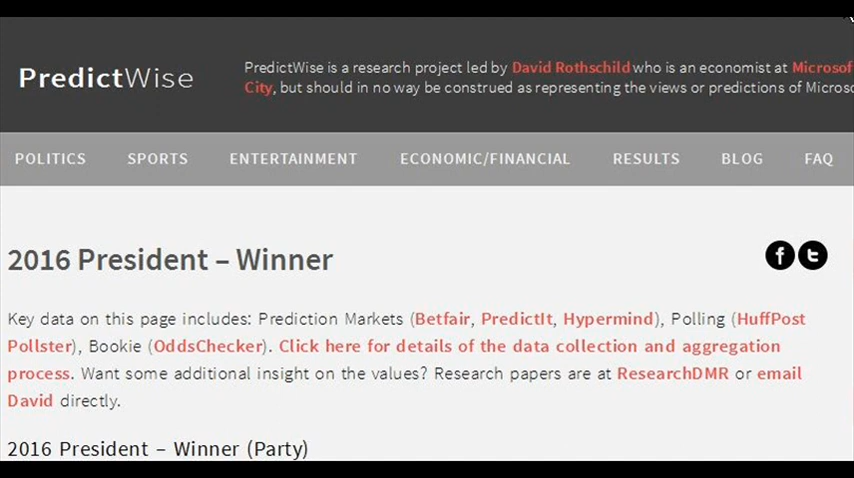 PredictWise
PredictWise is a research project led by David Rothschild who is an economist at
City, but should in no way be construed as representing the views or predictions of
POLITICS SPORTS ENTERTAINMENT ECONOMIC/FINANCIAL RESULTS BLOG FAQ
2016 President – Winner
Key data on this page includes: Prediction Markets (Betfair, PredictIt, Hypermind), Polling (HuffPost
Pollster), Bookie (OddsChecker). Click here for details of the data collection and aggregation
process. Want some additional insight on the values? Research papers are at ResearchDMR or email
David directly.
2016 President – Winner (Party)